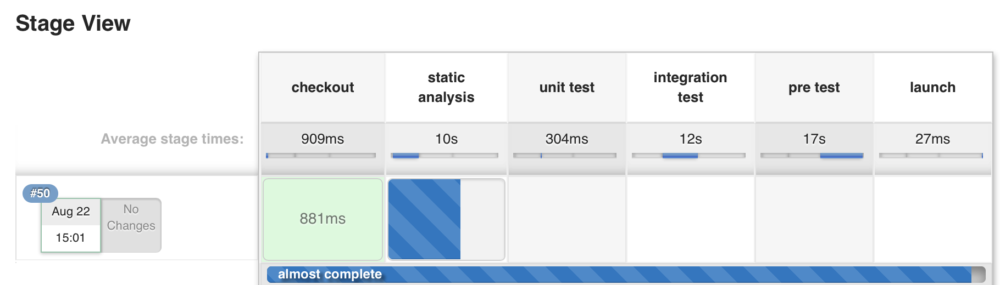 Stage View
checkout
static
analysis
unit test
integration
test
pre test
launch
Average stage times:
909ms
10s
304ms
12s
17s
27ms
#50
Aug 22
15:01
No
Changes
881ms
almost complete